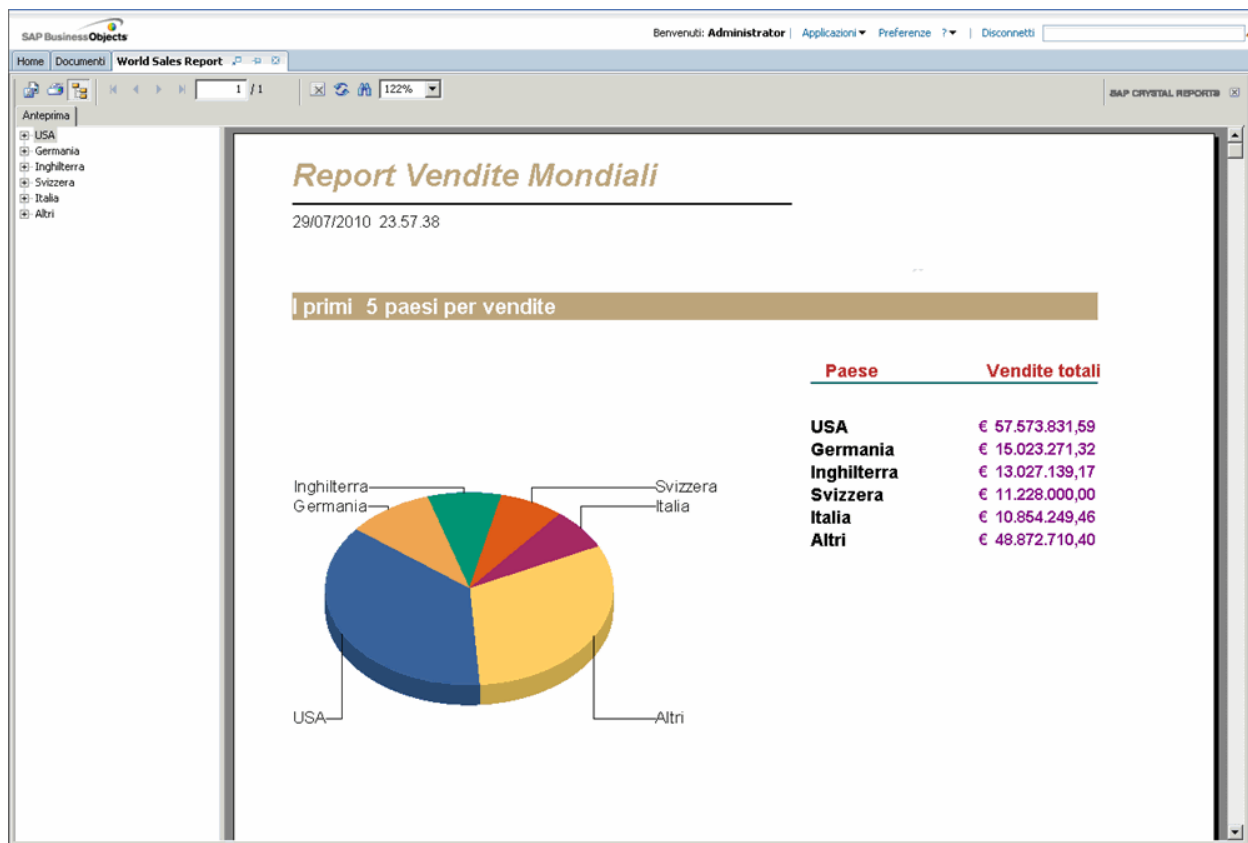 SAP BusinessObjects
Benvenuti: Administrator | Applicazioni Preferenze ? | Disconnetti
Home Documenti World Sales Report
1 / 1 122%
SAP CRYSTAL REPORTS
Anteprima
USA
Germania
Inghilterra
Svizzera
Italia
Altri
Report Vendite Mondiali
29/07/2010 23.57.38
I primi 5 paesi per vendite
Paese Vendite totali
USA € 57.573.831,59
Germania € 15.023.271,32
Inghilterra € 13.027.139,17
Svizzera € 11.228.000,00
Italia € 10.854.249,46
Altri € 48.872.710,40
Inghilterra Svizzera
Germania Italia
USA Altri